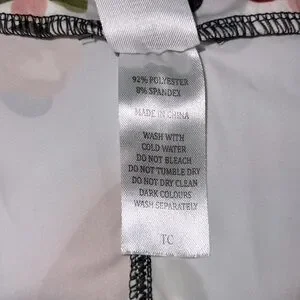 92% POLYESTER
8% SPANDEX
MADE IN CHINA
WASH WITH
COLD WATER
DO NOT BLEACH
DO NOT TUMBLE DRY
DO NOT DRY CLEAN
DARK COLOURS
WASH SEPARATELY
TC